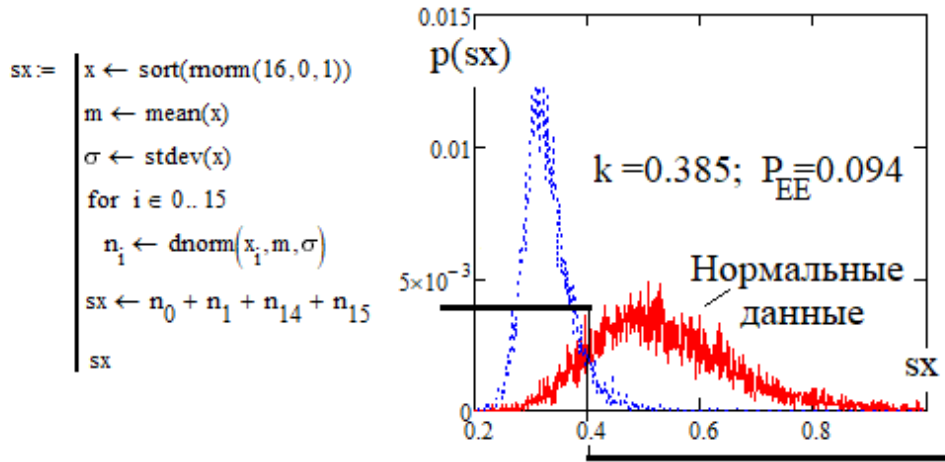 sx := x ← sort(rnorm(16,0,1))
m ← mean(x)
σ ← stdev(x)
for i ∈ 0.. 15
n_i ← dnorm(x_i, m, σ)
sx ← n_0 + n_1 + n_14 + n_15
sx
0.015
p(sx)
0.01
k =0.385; P_EE=0.094
5×10^-3
Нормальные
данные
sx
0
0.2 0.4 0.6 0.8